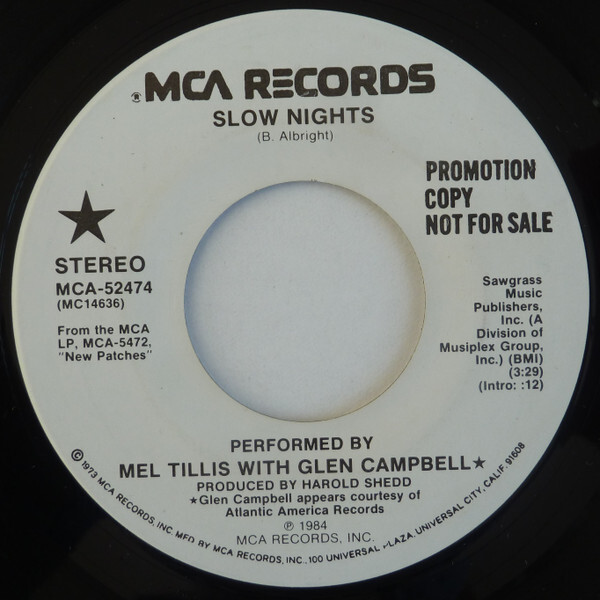 MCA RECORDS
SLOW NIGHTS
(B. Albright)
PROMOTION
COPY
NOT FOR SALE
STEREO
MCA-52474
(MC14636)
From the MCA
LP, MCA-5472,
"New Patches"
Sawgrass
Music
Publishers,
Inc. (A
Division of
Musiplex Group,
Inc.) (BMI)
(3:29)
(Intro: :12)
PERFORMED BY
MEL TILLIS WITH GLEN CAMPBELL★
PRODUCED BY HAROLD SHEDD
★Glen Campbell appears courtesy of
Atlantic America Records
℗ 1984
MCA RECORDS, INC.
©1973 MCA RECORDS, INC. MFD. BY MCA RECORDS, INC., 100 UNIVERSAL PLAZA, UNIVERSAL CITY, CALIF. 91608